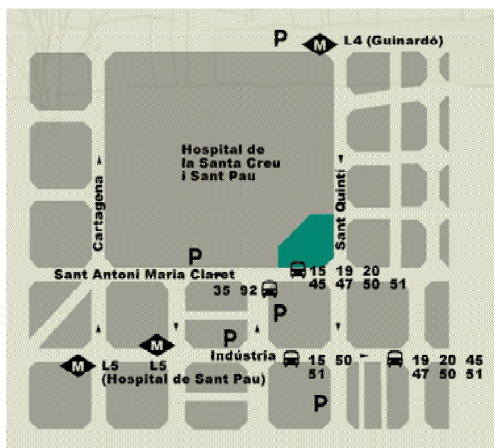 P
M L4 (Guinardó)
Hospital de
la Santa Creu
i Sant Pau
Cartagena
Sant Quintí
P
Sant Antoni Maria Claret
15 19 20
45 47 50 51
35 92
P
P
M
M
Indústria
15 50
51
19 20 45
47 50 51
L5
L5
(Hospital de Sant Pau)
P